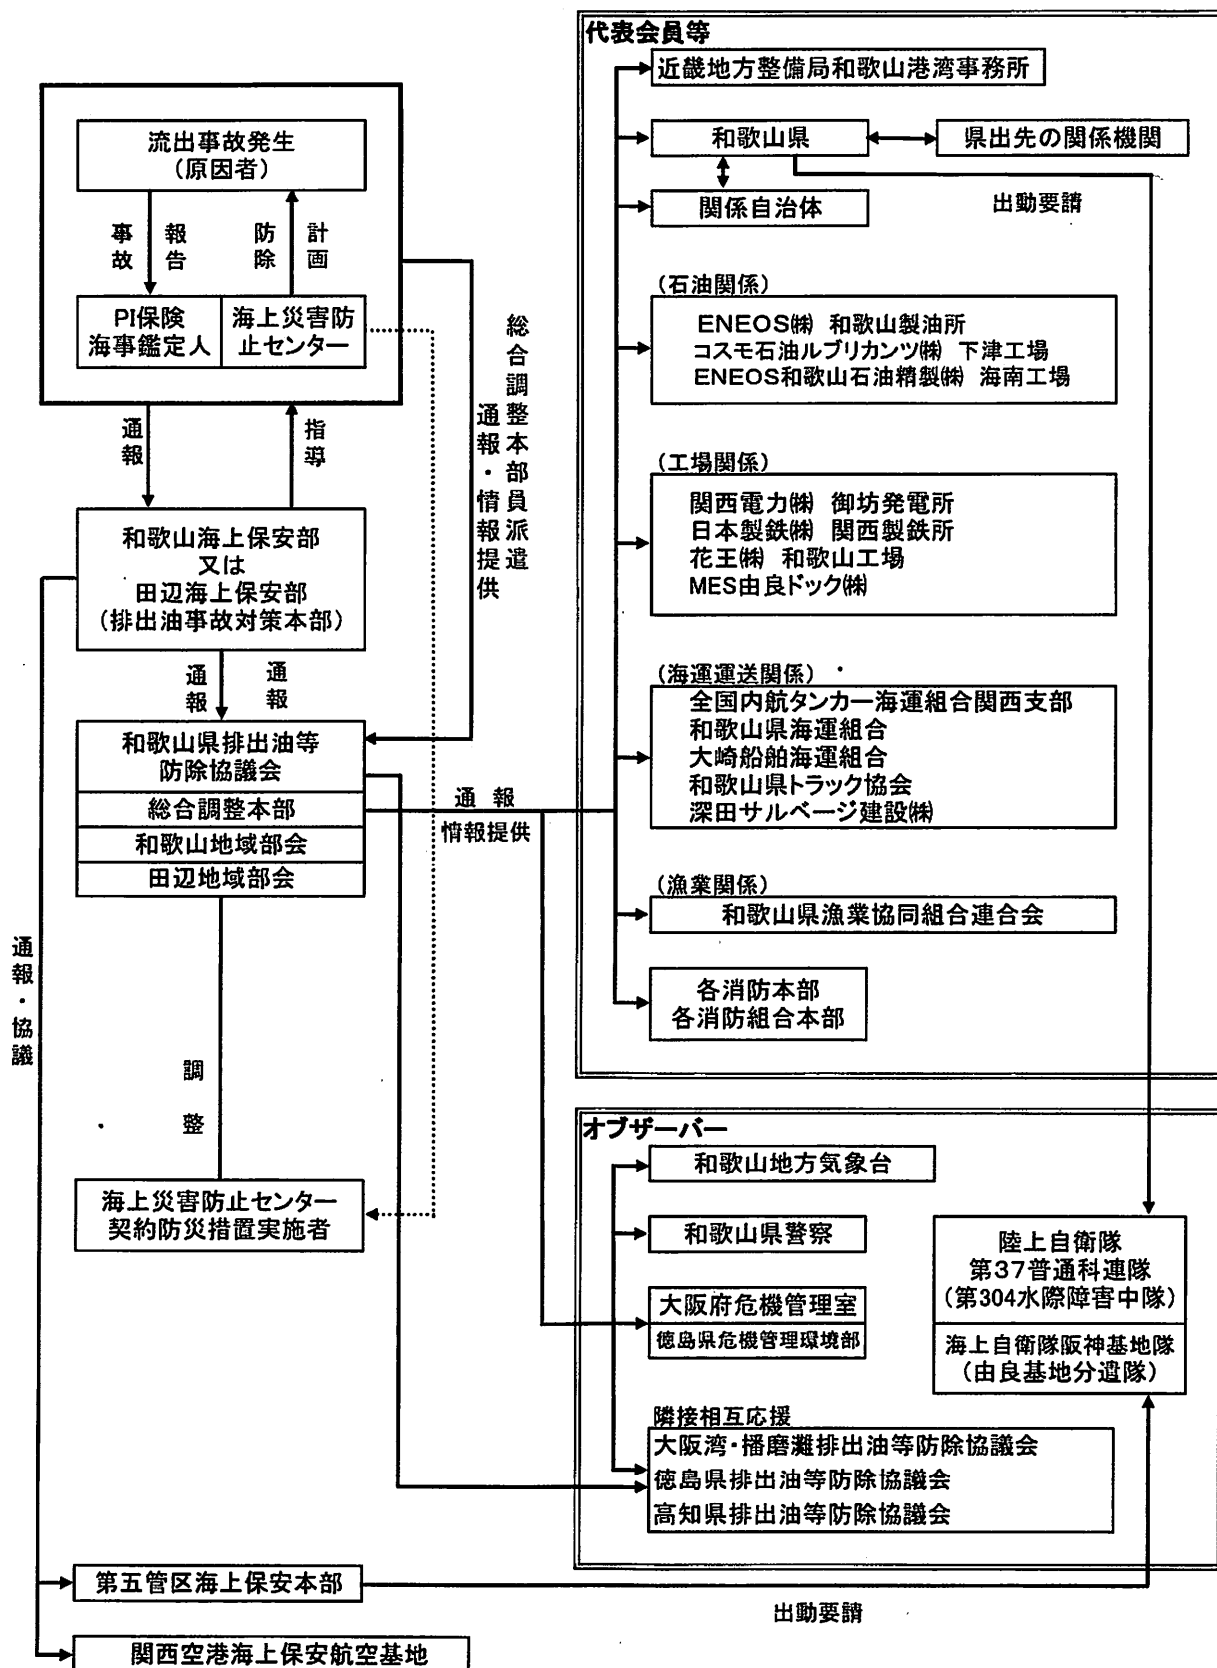 代表会員等
近畿地方整備局和歌山港湾事務所
和歌山県
県出先の関係機関
関係自治体
出動要請
(石油関係)
ENEOS㈱ 和歌山製油所
コスモ石油ルブリカンツ㈱ 下津工場
ENEOS和歌山石油精製㈱ 海南工場
(工場関係)
関西電力㈱ 御坊発電所
日本製鉄㈱ 関西製鉄所
花王㈱ 和歌山工場
MES由良ドック㈱
(海運運送関係)
全国内航タンカー海運組合関西支部
和歌山県海運組合
大崎船舶海運組合
和歌山県トラック協会
深田サルベージ建設㈱
(漁業関係)
和歌山県漁業協同組合連合会
各消防本部
各消防組合本部
流出事故発生
(原因者)
事故
報告
防除
計画
PI保険
海事鑑定人
海上災害防
止センター
総合調整本部員派遣
通報・情報提供
通報
指導
和歌山海上保安部
又は
田辺海上保安部
(排出油事故対策本部)
通報
通報
和歌山県排出油等
防除協議会
総合調整本部
和歌山地域部会
田辺地域部会
通報
情報提供
通報・協議
調整
海上災害防止センター
契約防災措置実施者
オブザーバー
和歌山地方気象台
和歌山県警察
大阪府危機管理室
徳島県危機管理環境部
陸上自衛隊
第37普通科連隊
(第304水際障害中隊)
海上自衛隊阪神基地隊
(由良基地分遣隊)
隣接相互応援
大阪湾・播磨灘排出油等防除協議会
徳島県排出油等防除協議会
高知県排出油等防除協議会
第五管区海上保安本部
出動要請
関西空港海上保安航空基地